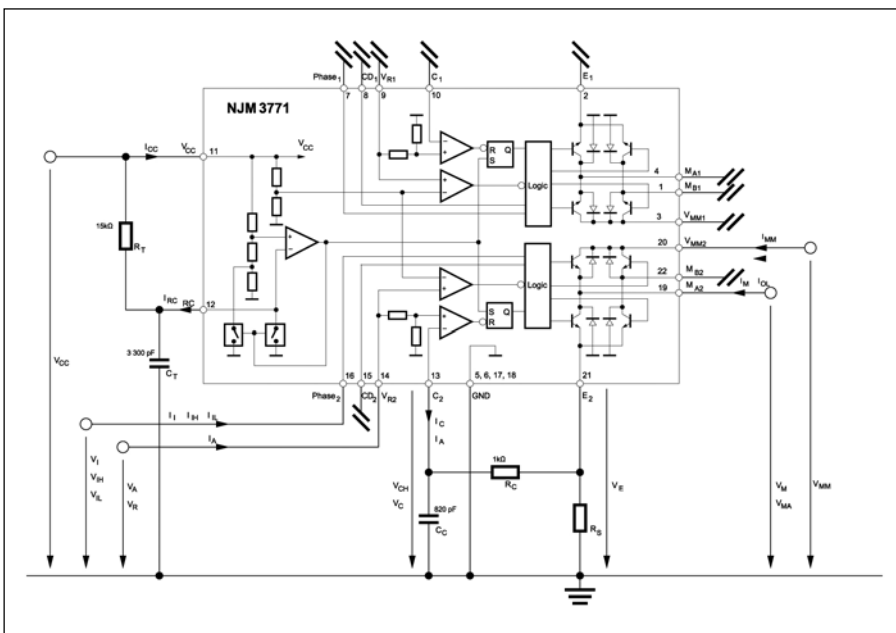 Phase1 CD1 VR1 C1 E1
7 8 9 10 2
NJM 3771
ICC VCC 11 VCC
R Q
S
Logic
4 MA1
1 MB1
3 VMM1
15kΩ
RT
20 VMM2 IMM
22 MB2
19 MA2 IM IOL
Logic
S Q
R
IRC RC 12
3 300 pF
CT
VCC
16 15 14 13 5, 6, 17, 18 21
Phase2 CD2 VR2 C2 GND E2
II IIH IIL
IA
IC
IA
1kΩ
RC
VI
VIH
VIL
VA
VR
VCH
VC
820 pF
CC
RS
VE
VM
VMA
VMM
+
−